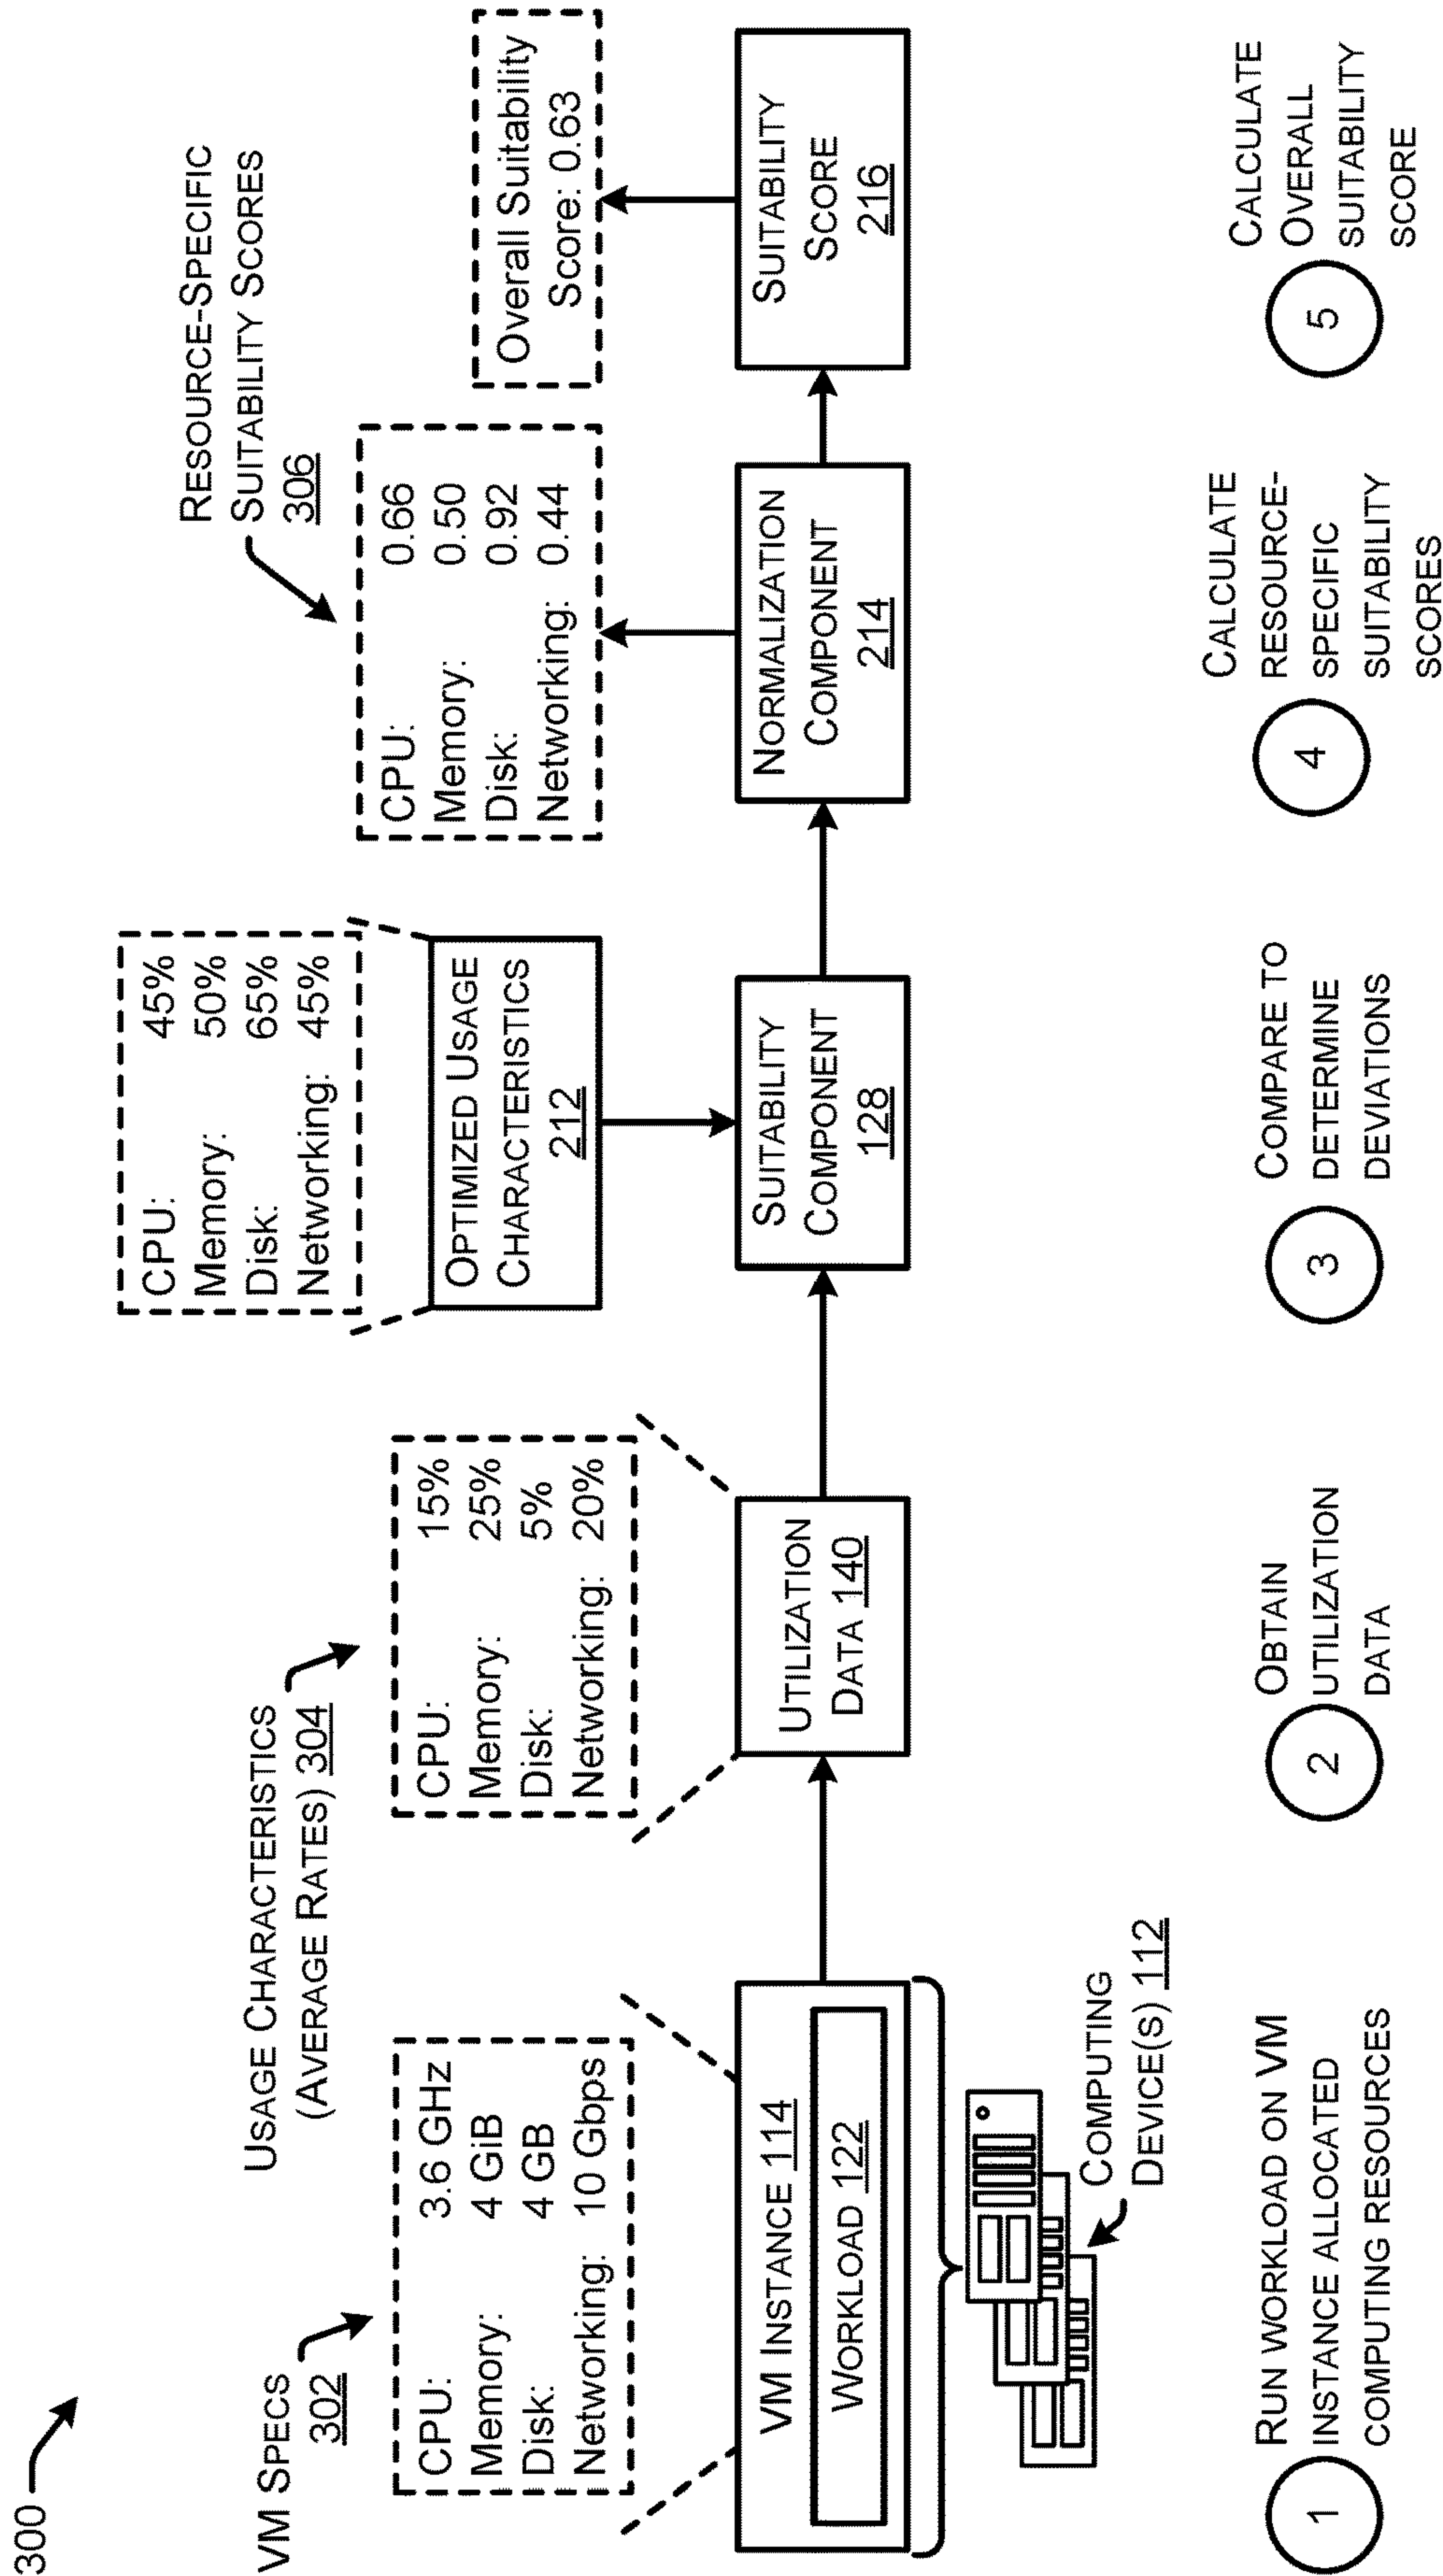 300
VM SPECS
302
CPU: 3.6 GHz
Memory: 4 GiB
Disk: 4 GB
Networking: 10 Gbps
VM INSTANCE 114
WORKLOAD 122
COMPUTING
DEVICE(S) 112
USAGE CHARACTERISTICS
(AVERAGE RATES) 304
CPU: 15%
Memory: 25%
Disk: 5%
Networking: 20%
UTILIZATION
DATA 140
CPU: 45%
Memory: 50%
Disk: 65%
Networking: 45%
OPTIMIZED USAGE
CHARACTERISTICS
212
SUITABILITY
COMPONENT
128
RESOURCE-SPECIFIC
SUITABILITY SCORES
306
CPU: 0.66
Memory: 0.50
Disk: 0.92
Networking: 0.44
NORMALIZATION
COMPONENT
214
Overall Suitability
Score: 0.63
SUITABILITY
SCORE
216
1
RUN WORKLOAD ON VM
INSTANCE ALLOCATED
COMPUTING RESOURCES
2
OBTAIN
UTILIZATION
DATA
3
COMPARE TO
DETERMINE
DEVIATIONS
4
CALCULATE
RESOURCE-
SPECIFIC
SUITABILITY
SCORES
5
CALCULATE
OVERALL
SUITABILITY
SCORE